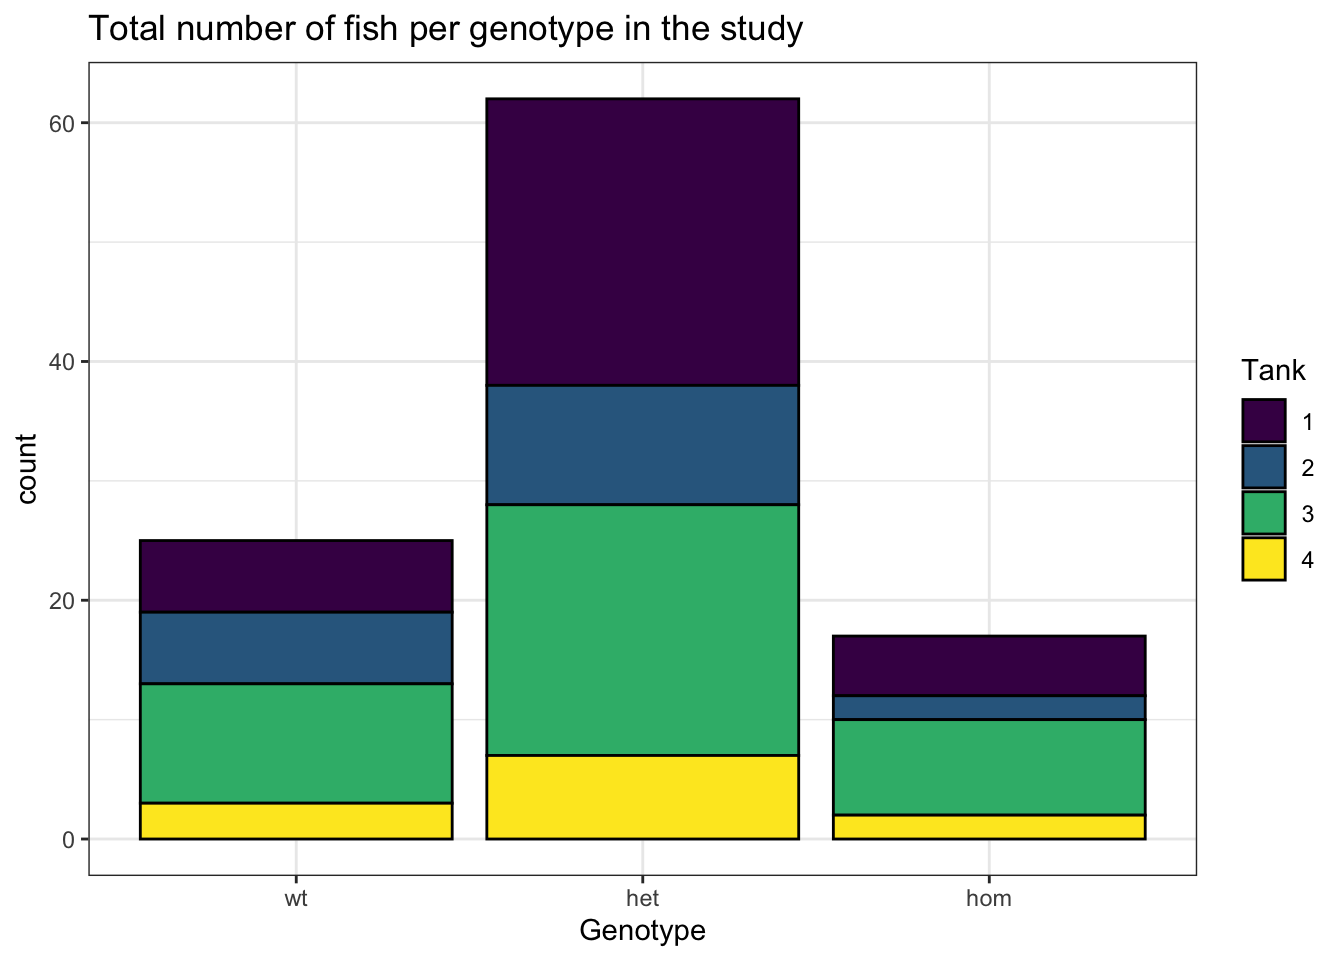 Total number of fish per genotype in the study
60
40
20
0
count
wt
het
hom
Genotype
Tank
1
2
3
4